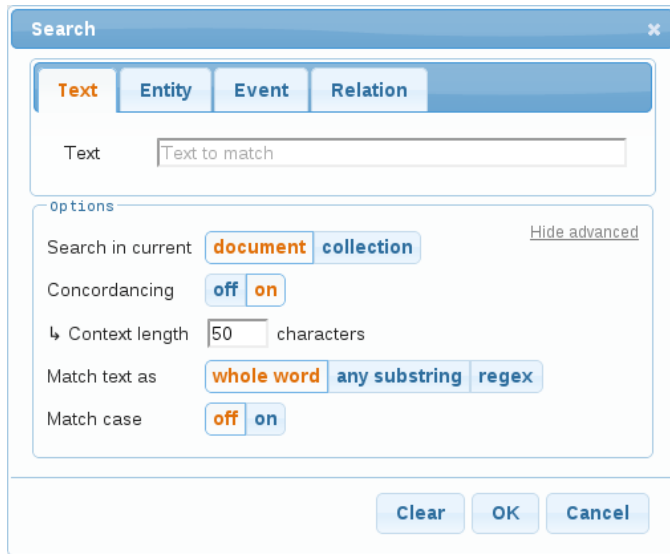 Search
Text Entity Event Relation
Text Text to match
Options
Hide advanced
Search in current document collection
Concordancing off on
↳ Context length 50 characters
Match text as whole word any substring regex
Match case off on
Clear OK Cancel